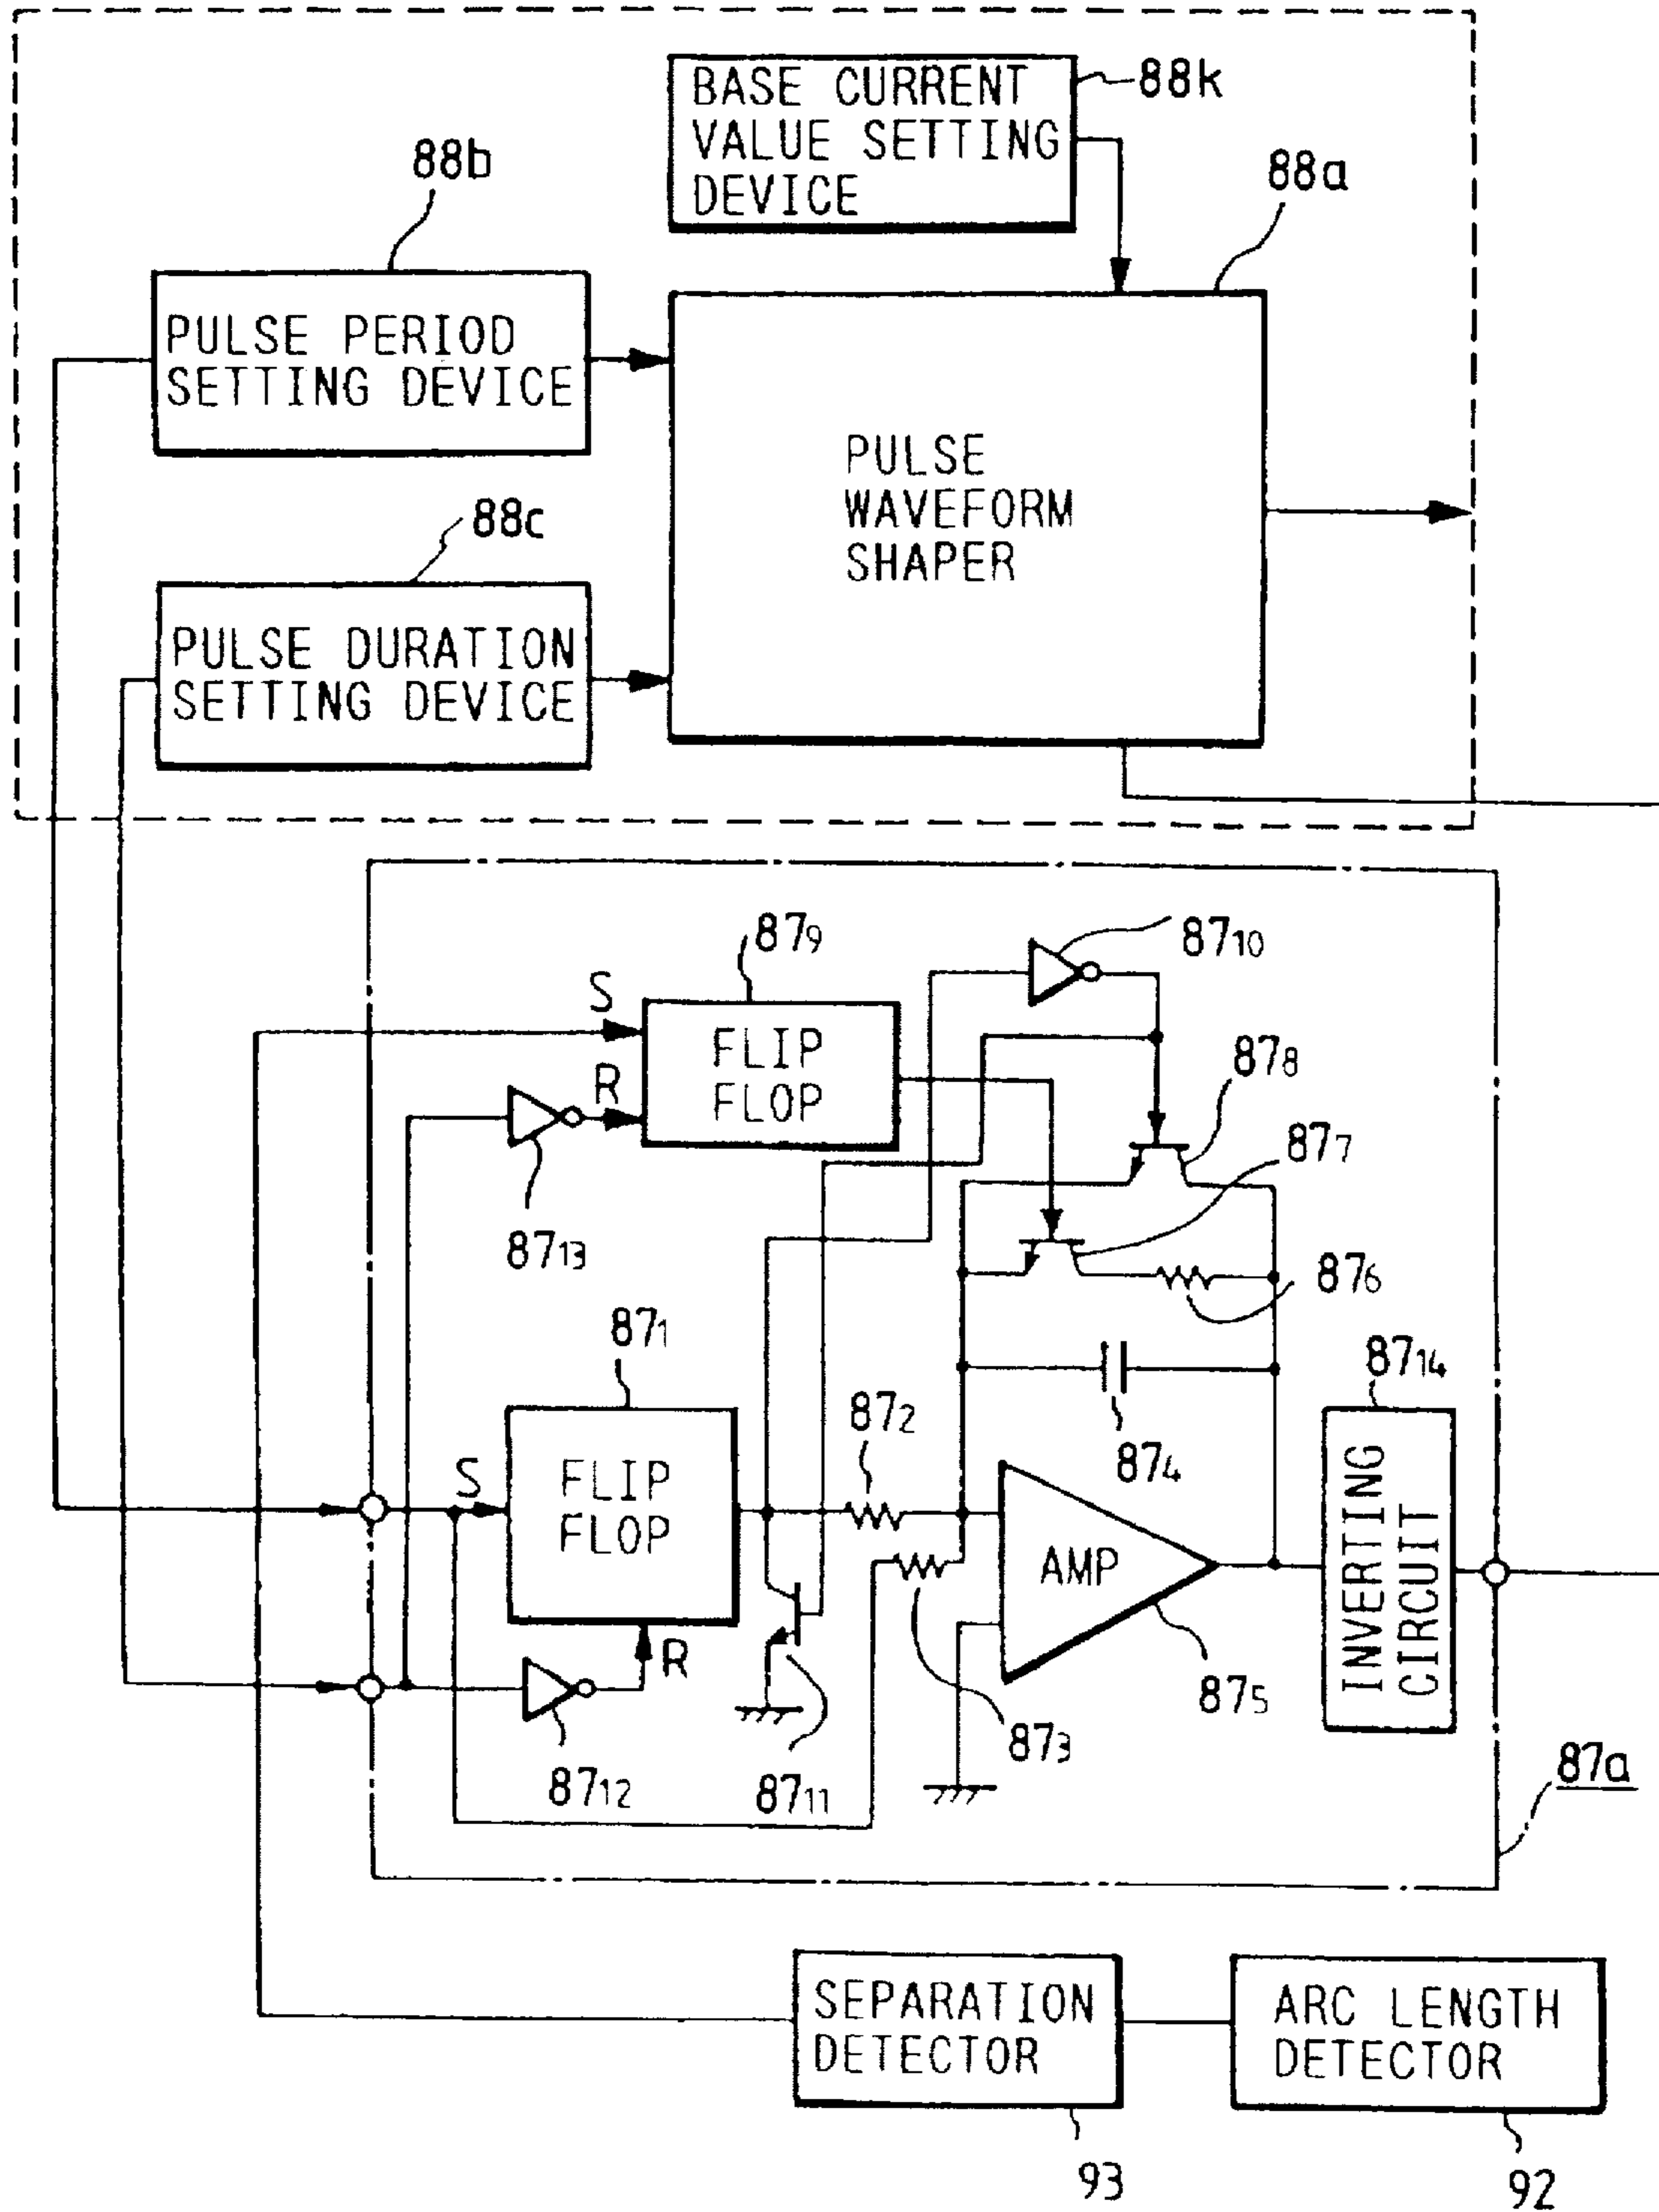 BASE CURRENT
VALUE SETTING
DEVICE
88k
88b
88a
PULSE PERIOD
SETTING DEVICE
PULSE
WAVEFORM
SHAPER
88c
PULSE DURATION
SETTING DEVICE
879
8710
S
FLIP
FLOP
R
878
877
8713
876
871
8714
872
874
S
FLIP
FLOP
AMP
INVERTING
CIRCUIT
R
875
873
8712
8711
87a
SEPARATION
DETECTOR
ARC LENGTH
DETECTOR
93
92